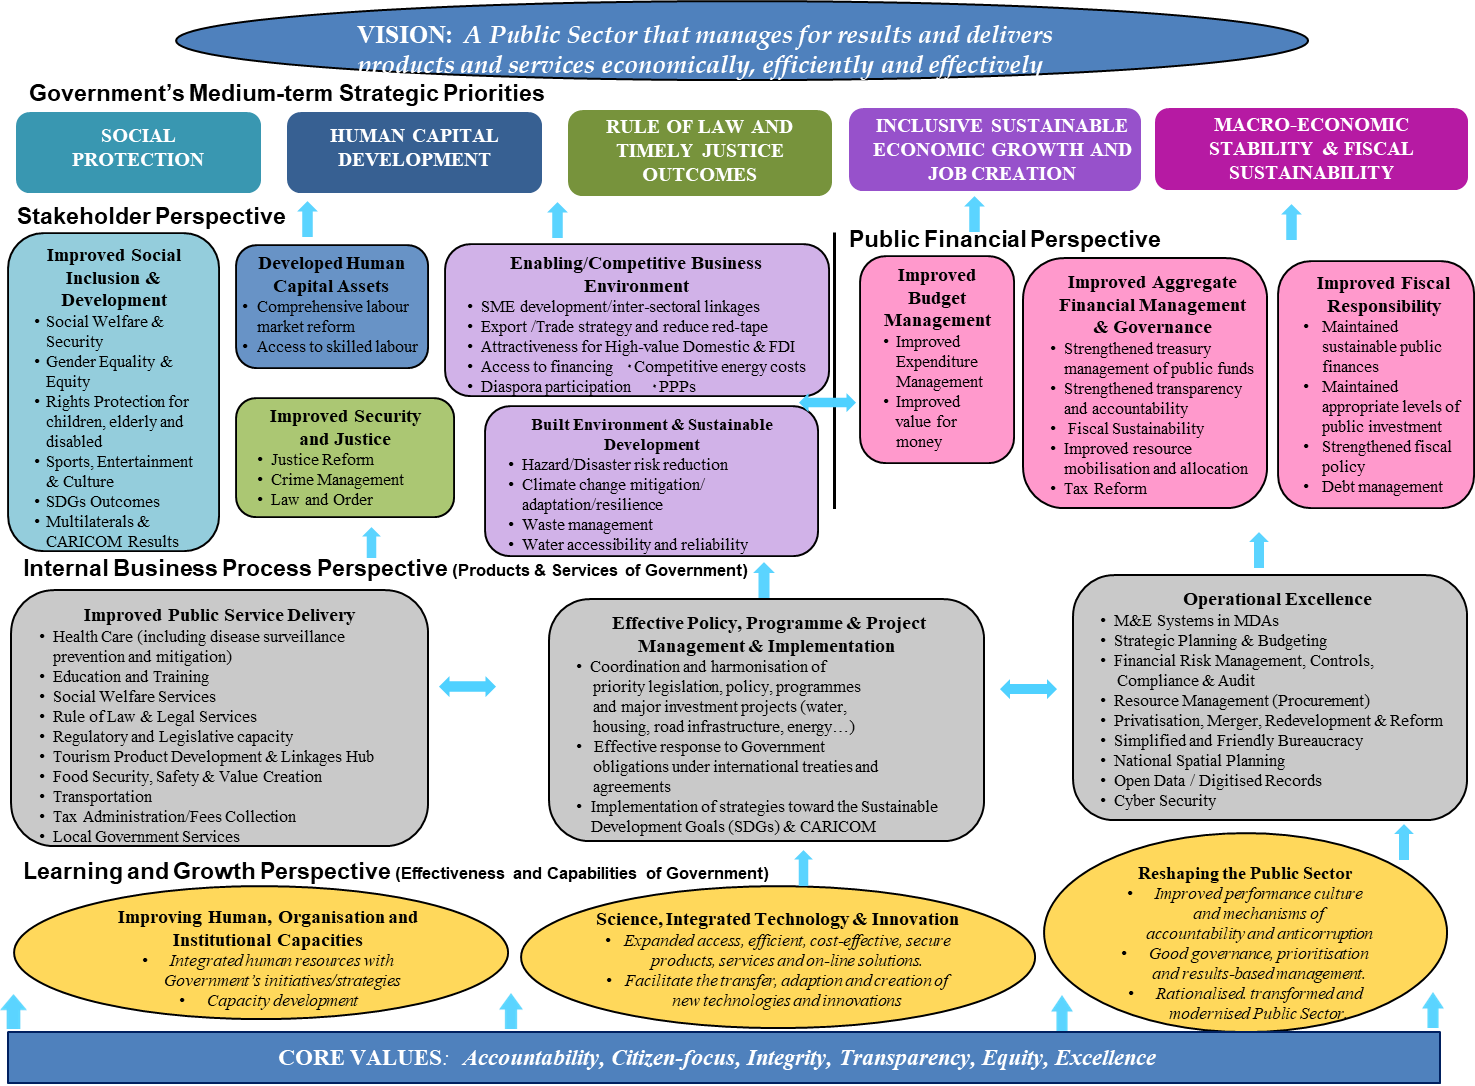 VISION: A Public Sector that manages for results and delivers
products and services economically, efficiently and effectively
Government's Medium-term Strategic Priorities
SOCIAL
PROTECTION
HUMAN CAPITAL
DEVELOPMENT
RULE OF LAW AND
TIMELY JUSTICE
OUTCOMES
INCLUSIVE SUSTAINABLE
ECONOMIC GROWTH AND
JOB CREATION
MACRO-ECONOMIC
STABILITY & FISCAL
SUSTAINABILITY
Stakeholder Perspective
Public Financial Perspective
Improved Social
Inclusion &
Development
• Social Welfare &
Security
• Gender Equality &
Equity
• Rights Protection for
children, elderly and
disabled
• Sports, Entertainment
& Culture
• SDGs Outcomes
• Multilaterals &
CARICOM Results
Developed Human
Capital Assets
• Comprehensive labour
market reform
• Access to skilled labour
Improved Security
and Justice
• Justice Reform
• Crime Management
• Law and Order
Enabling/Competitive Business
Environment
• SME development/inter-sectoral linkages
• Export /Trade strategy and reduce red-tape
• Attractiveness for High-value Domestic & FDI
• Access to financing ·Competitive energy costs
• Diaspora participation ·PPPs
Built Environment & Sustainable
Development
• Hazard/Disaster risk reduction
• Climate change mitigation/
adaptation/resilience
• Waste management
• Water accessibility and reliability
Improved
Budget
Management
• Improved
Expenditure
Management
• Improved
value for
money
Improved Aggregate
Financial Management
& Governance
• Strengthened treasury
management of public funds
• Strengthened transparency
and accountability
• Fiscal Sustainability
• Improved resource
mobilisation and allocation
• Tax Reform
Improved Fiscal
Responsibility
• Maintained
sustainable public
finances
• Maintained
appropriate levels of
public investment
• Strengthened fiscal
policy
• Debt management
Internal Business Process Perspective (Products & Services of Government)
Improved Public Service Delivery
• Health Care (including disease surveillance
prevention and mitigation)
• Education and Training
• Social Welfare Services
• Rule of Law & Legal Services
• Regulatory and Legislative capacity
• Tourism Product Development & Linkages Hub
• Food Security, Safety & Value Creation
• Transportation
• Tax Administration/Fees Collection
• Local Government Services
Effective Policy, Programme & Project
Management & Implementation
• Coordination and harmonisation of
priority legislation, policy, programmes
and major investment projects (water,
housing, road infrastructure, energy…)
• Effective response to Government
obligations under international treaties and
agreements
• Implementation of strategies toward the Sustainable
Development Goals (SDGs) & CARICOM
Operational Excellence
• M&E Systems in MDAs
• Strategic Planning & Budgeting
• Financial Risk Management, Controls,
Compliance & Audit
• Resource Management (Procurement)
• Privatisation, Merger, Redevelopment & Reform
• Simplified and Friendly Bureaucracy
• National Spatial Planning
• Open Data / Digitised Records
• Cyber Security
Learning and Growth Perspective (Effectiveness and Capabilities of Government)
Improving Human, Organisation and
Institutional Capacities
• Integrated human resources with
Government's initiatives/strategies
• Capacity development
Science, Integrated Technology & Innovation
• Expanded access, efficient, cost-effective, secure
products, services and on-line solutions.
• Facilitate the transfer, adaption and creation of
new technologies and innovations
Reshaping the Public Sector
• Improved performance culture
and mechanisms of
accountability and anticorruption
• Good governance, prioritisation
and results-based management.
• Rationalised. transformed and
modernised Public Sector.
CORE VALUES: Accountability, Citizen-focus, Integrity, Transparency, Equity, Excellence